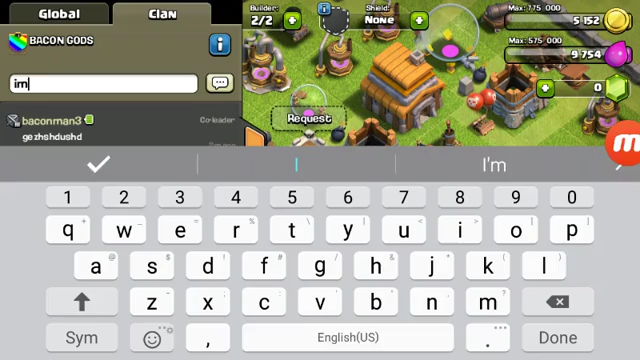 Global Clan
BACON GODS
im
baconman3 Co-leader
gezhshdushd
Builder:
2/2
Shield:
None
Max: 775 000
5 152
Max: 575 000
9 754
0
Request
I I'm
1 2 3 4 5 6 7 8 9 0
q w e r t y u i o p
a s d f g h j k l
z x c v b n m
Sym , English(US) . Done